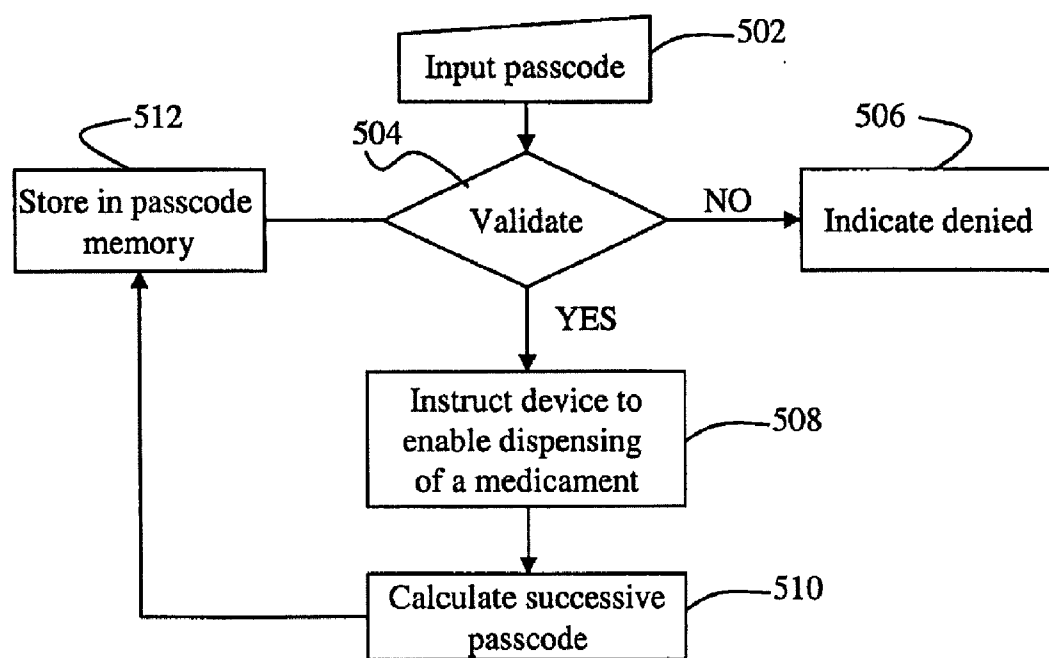 Input passcode
502
512
504
506
Store in passcode
memory
Validate
NO
Indicate denied
YES
Instruct device to
enable dispensing
of a medicament
508
Calculate successive
passcode
510